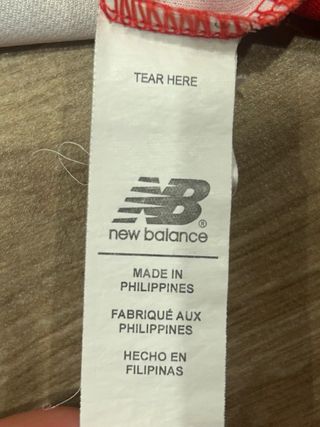 TEAR HERE
NB®
new balance
MADE IN
PHILIPPINES
FABRIQUÉ AUX
PHILIPPINES
HECHO EN
FILIPINAS